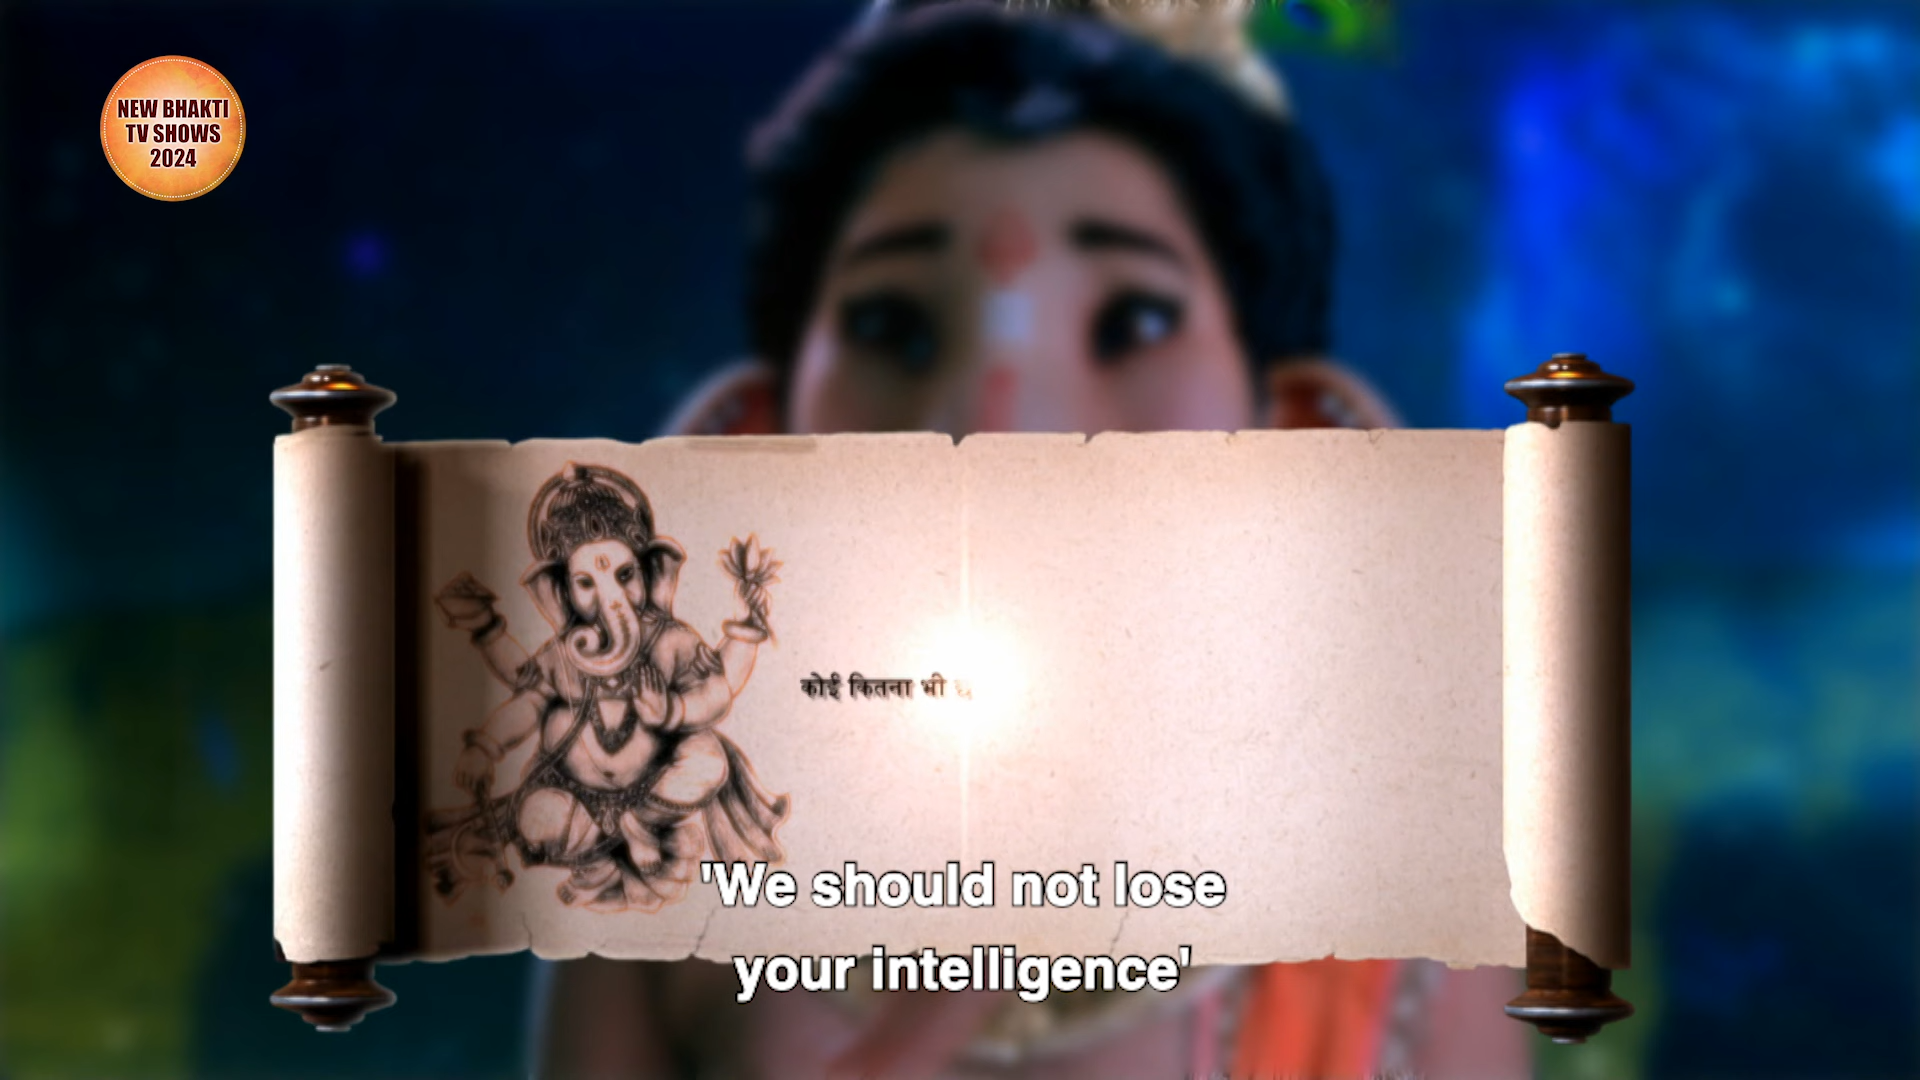 NEW BHAKTI
TV SHOWS
2024
कोई कितना भी
'We should not lose
your intelligence'